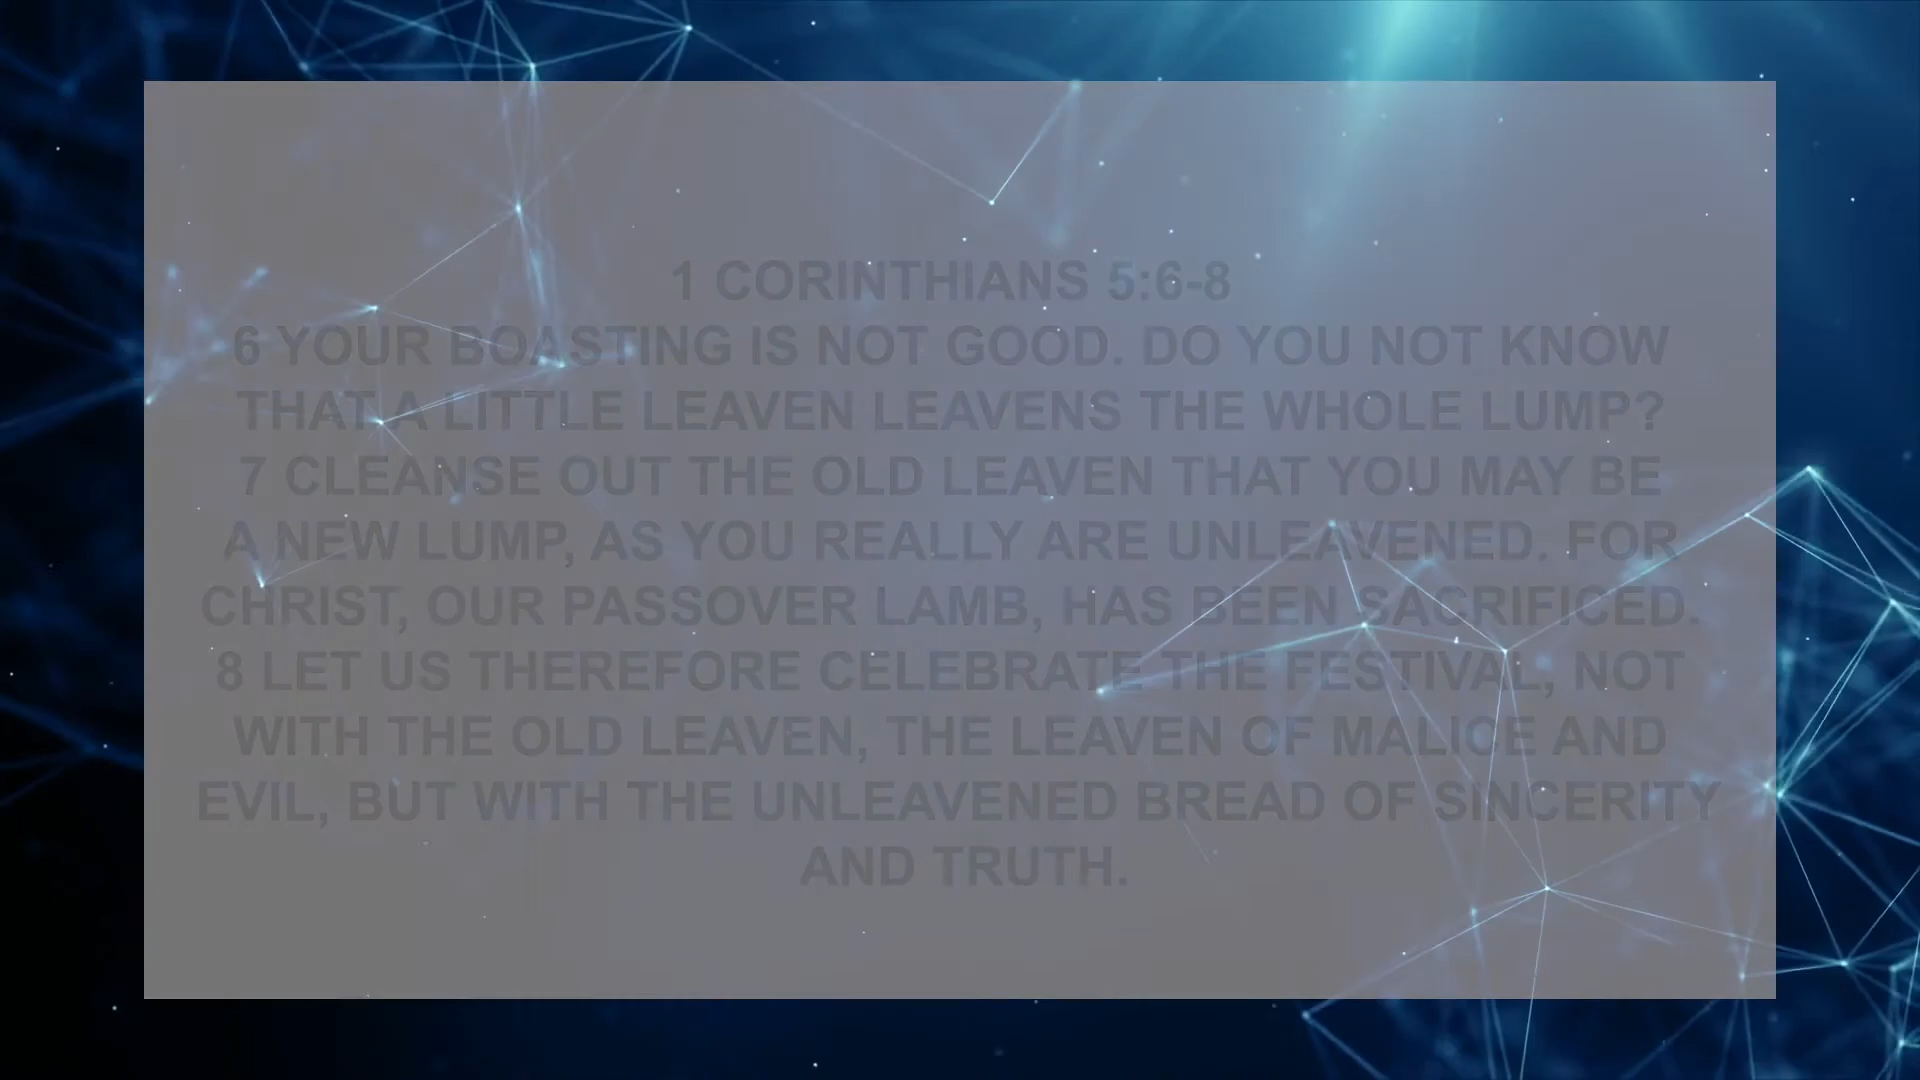 1 CORINTHIANS 5:6-8
6 YOUR BOASTING IS NOT GOOD. DO YOU NOT KNOW
THAT A LITTLE LEAVEN LEAVENS THE WHOLE LUMP?
7 CLEANSE OUT THE OLD LEAVEN THAT YOU MAY BE
A NEW LUMP, AS YOU REALLY ARE UNLEAVENED. FOR
CHRIST, OUR PASSOVER LAMB, HAS BEEN SACRIFICED.
8 LET US THEREFORE CELEBRATE THE FESTIVAL, NOT
WITH THE OLD LEAVEN, THE LEAVEN OF MALICE AND
EVIL, BUT WITH THE UNLEAVENED BREAD OF SINCERITY
AND TRUTH.